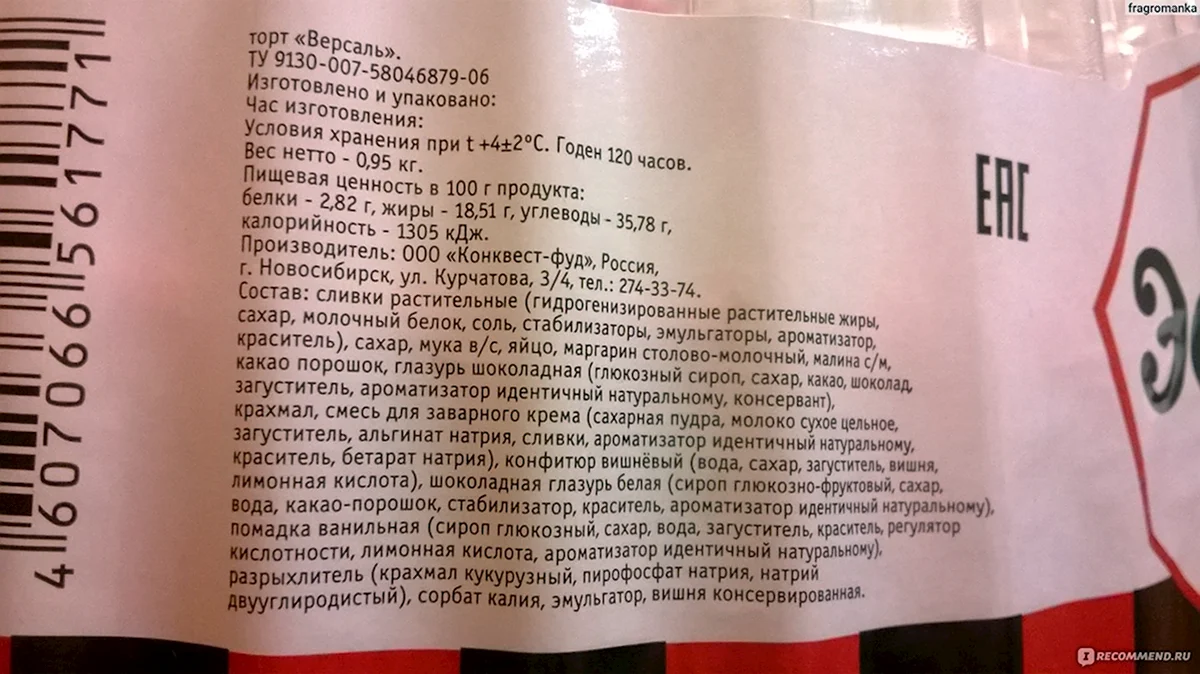 fragromanka
торт «Версаль».
ТУ 9130-007-58046879-06
Изготовлено и упаковано:
Час изготовления:
Условия хранения при t +4±2°С. Годен 120 часов.
Вес нетто - 0,95 кг.
Пищевая ценность в 100 г продукта:
белки - 2,82 г, жиры - 18,51 г, углеводы - 35,78 г,
калорийность - 1305 кДж.
Производитель: ООО «Конквест-фуд», Россия,
г. Новосибирск, ул. Курчатова, 3/4, тел.: 274-33-74.
Состав: сливки растительные (гидрогенизированные растительные жиры,
сахар, молочный белок, соль, стабилизаторы, эмульгаторы, ароматизатор,
краситель), сахар, мука в/с, яйцо, маргарин столово-молочный, малина с/м,
какао порошок, глазурь шоколадная (глюкозный сироп, сахар, какао, шоколад,
загуститель, ароматизатор идентичный натуральному, консервант),
крахмал, смесь для заварного крема (сахарная пудра, молоко сухое цельное,
загуститель, альгинат натрия, сливки, ароматизатор идентичный натуральному,
краситель, бетарат натрия), конфитюр вишнёвый (вода, сахар, загуститель, вишня,
лимонная кислота), шоколадная глазурь белая (сироп глюкозно-фруктовый, сахар,
вода, какао-порошок, стабилизатор, краситель, ароматизатор идентичный натуральному),
помадка ванильная (сироп глюкозный, сахар, вода, загуститель, краситель, регулятор
кислотности, лимонная кислота, ароматизатор идентичный натуральному),
разрыхлитель (крахмал кукурузный, пирофосфат натрия, натрий
двууглиродистый), сорбат калия, эмульгатор, вишня консервированная.
4 607066 561771
EAC
IRECOMMEND.RU